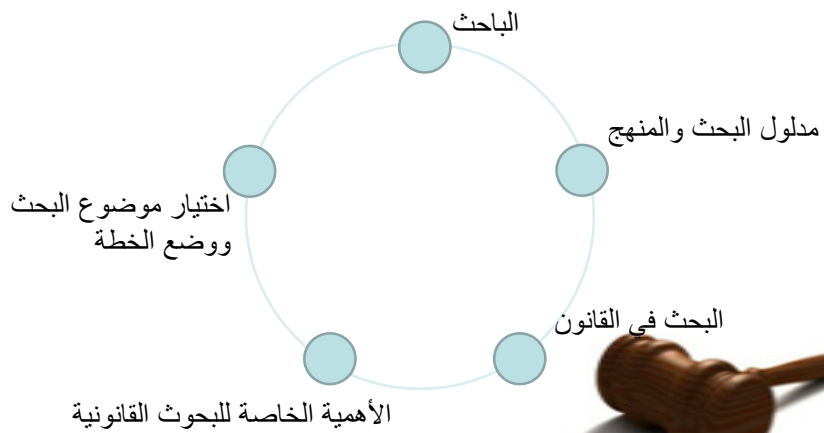 الباحث
مدلول البحث والمنهج
البحث في القانون
الأهمية الخاصة للبحوث القانونية
اختيار موضوع البحث
ووضع الخطة